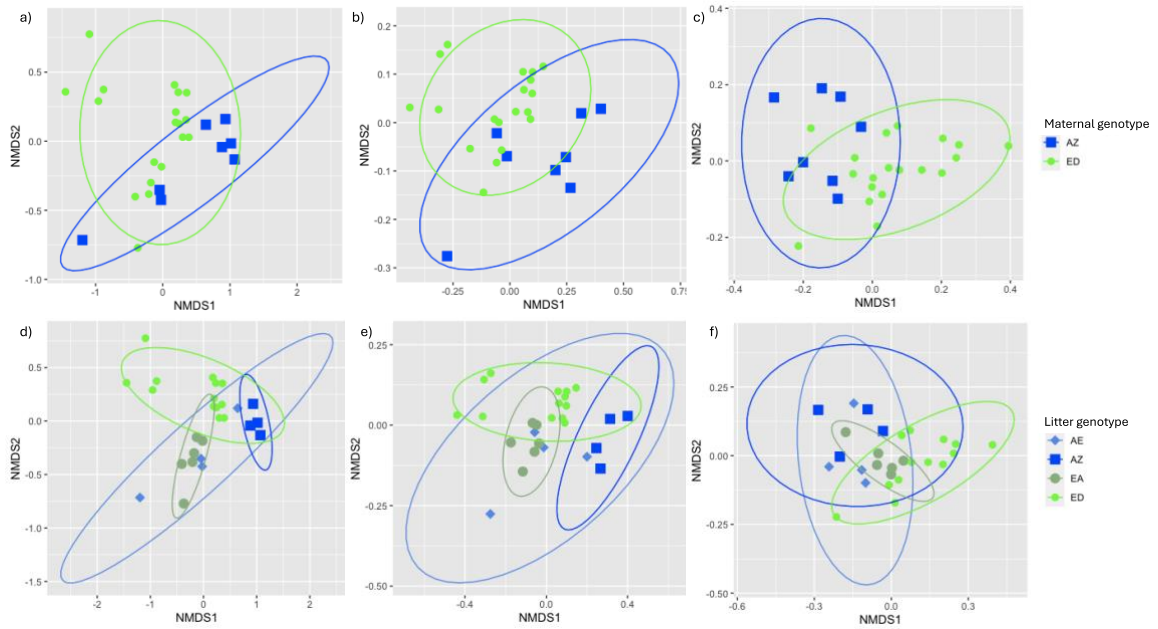 a)
NMDS2
0.5
0.0
-0.5
-1.0
-1
0
1
2
NMDS1
b)
NMDS2
0.2
0.1
0.0
-0.1
-0.2
-0.3
-0.25
0.00
0.25
0.50
0.75
NMDS1
c)
NMDS2
0.4
0.2
0.0
-0.2
-0.4
-0.2
0.0
0.2
0.4
NMDS1
Maternal genotype
AZ
ED
d)
NMDS2
0.5
0.0
-0.5
-1.0
-1.5
-2
-1
0
1
2
NMDS1
e)
NMDS2
0.25
0.00
-0.25
-0.50
-0.4
0.0
0.4
NMDS1
f)
NMDS2
0.25
0.00
-0.25
-0.50
-0.6
-0.3
0.0
0.3
NMDS1
Litter genotype
AE
AZ
EA
ED